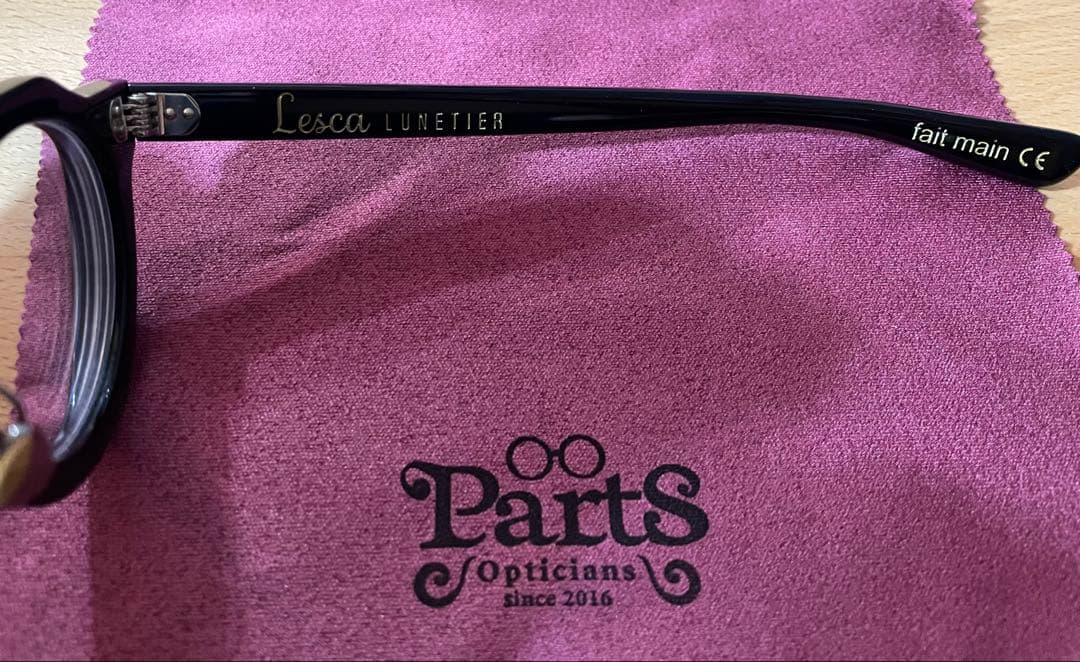 Lesca LUNETIER
fait main CE
PartS
Opticians
since 2016